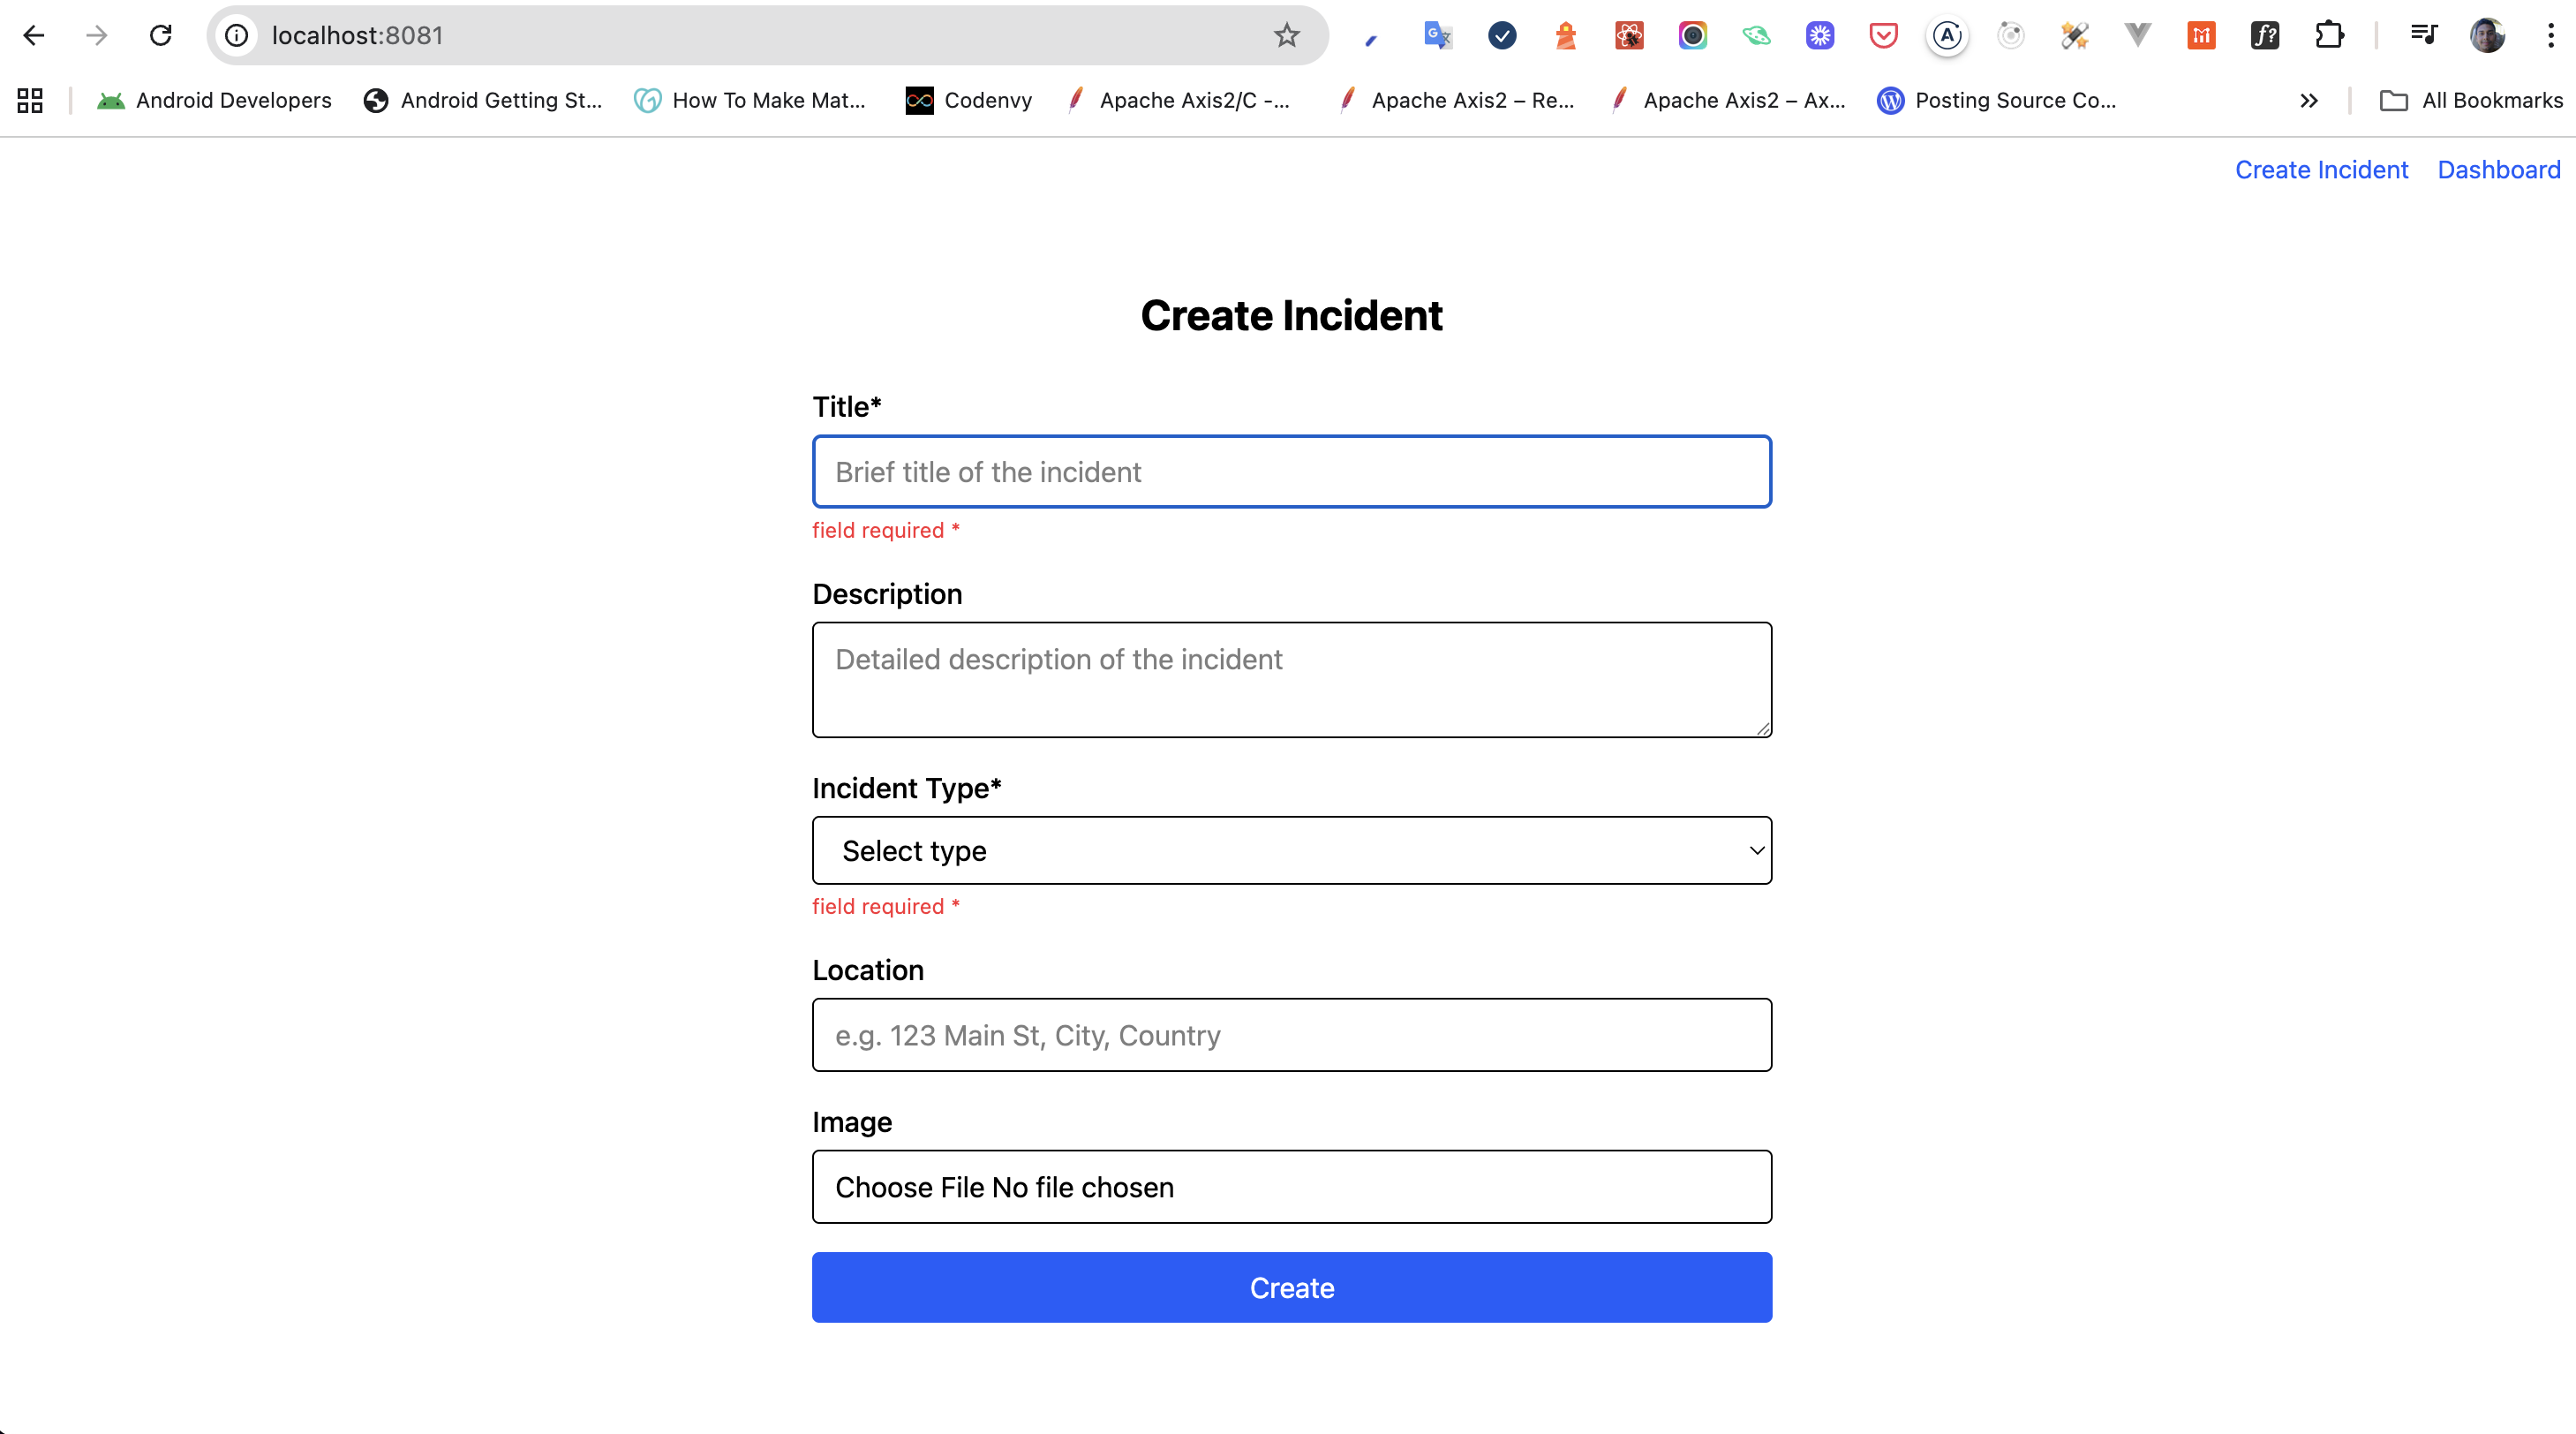 localhost:8081
Android Developers
Android Getting St...
How To Make Mat...
Codenvy
Apache Axis2/C -...
Apache Axis2 – Re...
Apache Axis2 – Ax...
Posting Source Co...
All Bookmarks
Create Incident
Dashboard
Create Incident
Title*
Brief title of the incident
field required *
Description
Detailed description of the incident
Incident Type*
Select type
field required *
Location
e.g. 123 Main St, City, Country
Image
Choose File No file chosen
Create